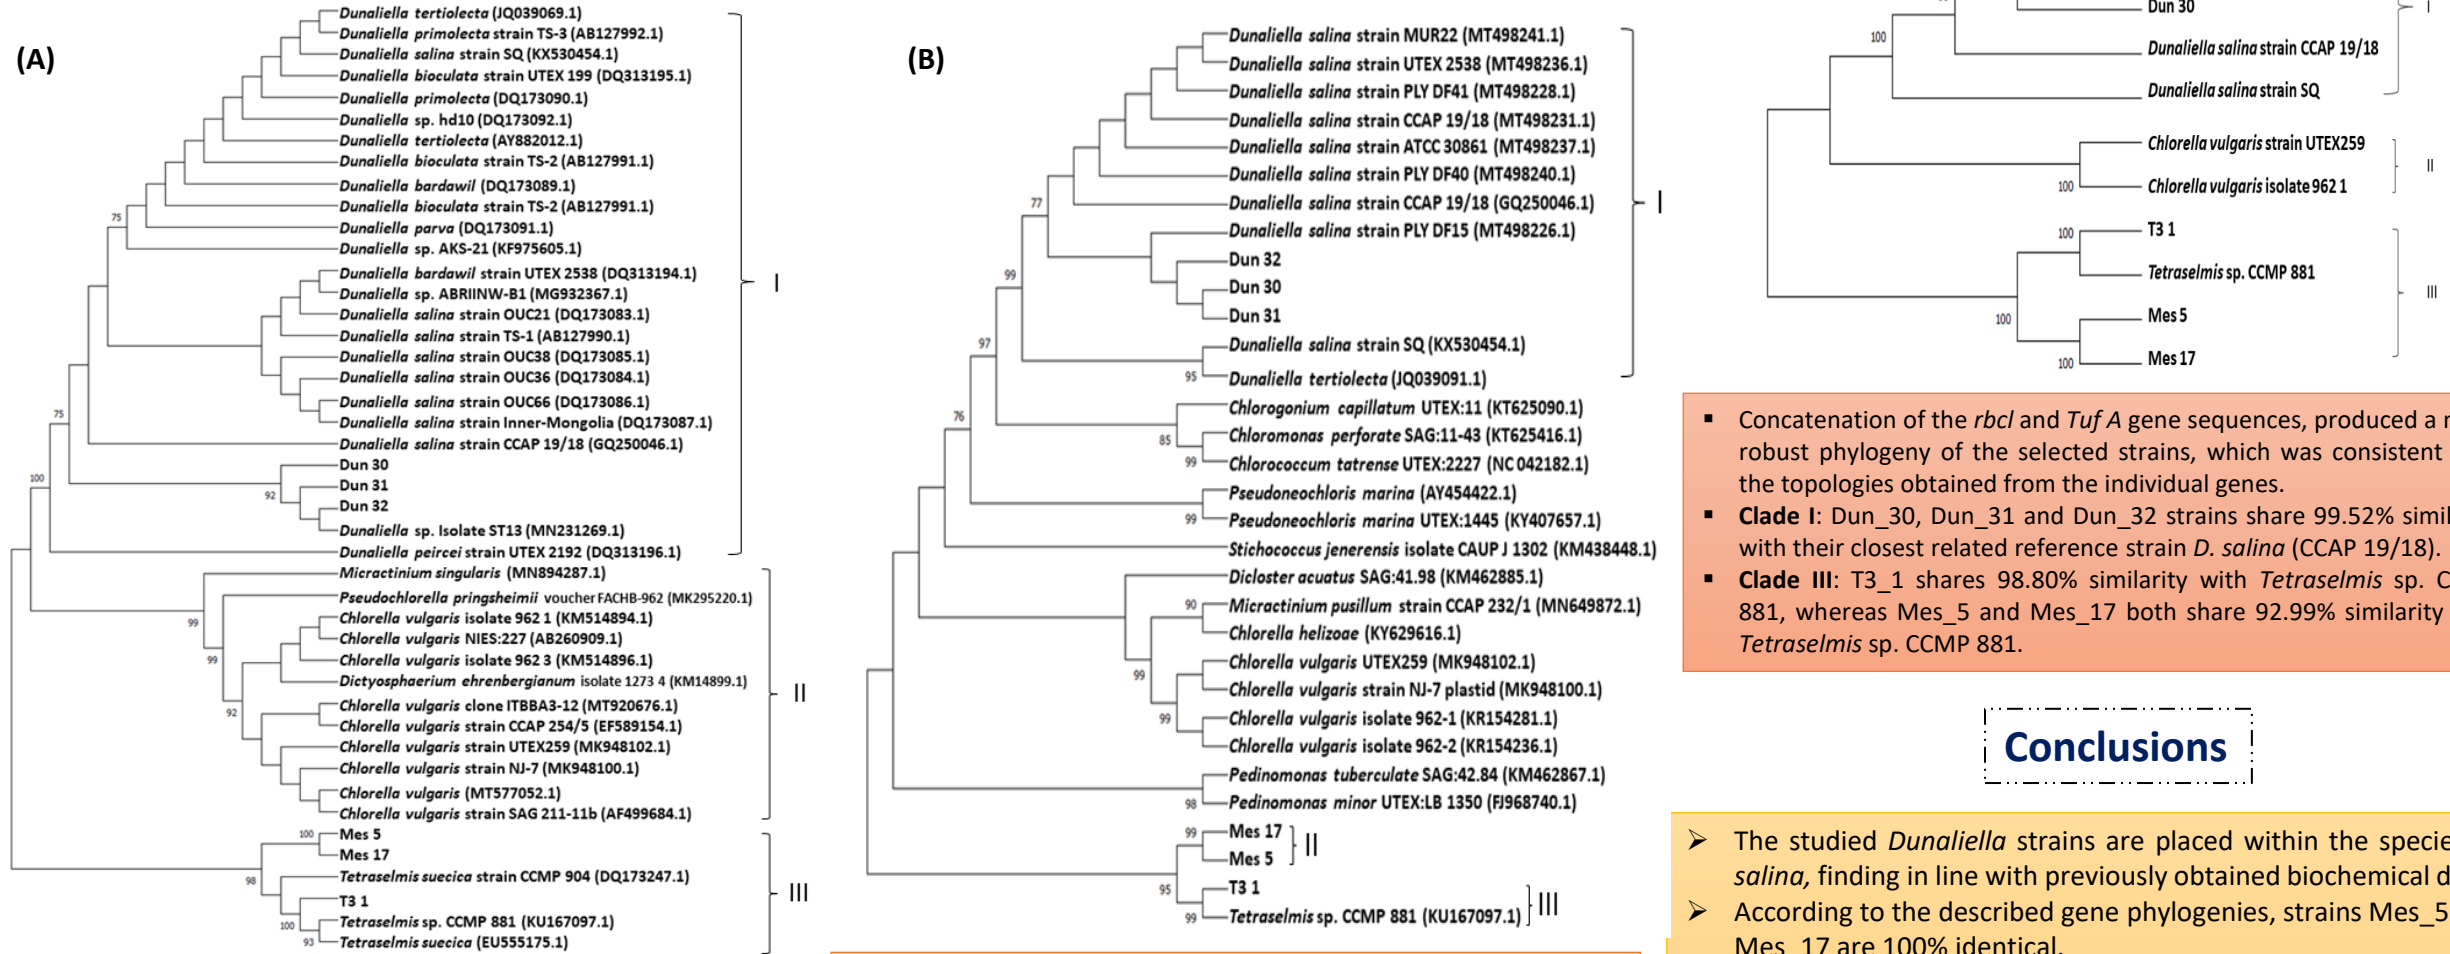 (A)
Dunaliella tertiolecta (JQ039069.1)
Dunaliella primolecta strain TS-3 (AB127992.1)
Dunaliella salina strain SQ (KX530454.1)
Dunaliella bioculata strain UTEX 199 (DQ313195.1)
Dunaliella primolecta (DQ173090.1)
Dunaliella sp. hd10 (DQ173092.1)
Dunaliella tertiolecta (AY882012.1)
Dunaliella bioculata strain TS-2 (AB127991.1)
Dunaliella bardawil (DQ173089.1)
Dunaliella bioculata strain TS-2 (AB127991.1)
75
Dunaliella parva (DQ173091.1)
Dunaliella sp. AKS-21 (KF975605.1)
Dunaliella bardawil strain UTEX 2538 (DQ313194.1)
I
Dunaliella sp. ABRIINW-B1 (MG932367.1)
Dunaliella salina strain OUC21 (DQ173083.1)
Dunaliella salina strain TS-1 (AB127990.1)
Dunaliella salina strain OUC38 (DQ173085.1)
Dunaliella salina strain OUC36 (DQ173084.1)
Dunaliella salina strain OUC66 (DQ173086.1)
75
Dunaliella salina strain Inner-Mongolia (DQ173087.1)
Dunaliella salina strain CCAP 19/18 (GQ250046.1)
Dun 30
100
Dun 31
92
Dun 32
Dunaliella sp. Isolate ST13 (MN231269.1)
Dunaliella peircei strain UTEX 2192 (DQ313196.1)
Micractinium singularis (MN894287.1)
Pseudochlorella pringsheimii voucher FACHB-962 (MK295220.1)
99
Chlorella vulgaris isolate 962 1 (KM514894.1)
Chlorella vulgaris NIES:227 (AB260909.1)
99
Chlorella vulgaris isolate 962 3 (KM514896.1)
Dictyosphaerium ehrenbergianum isolate 1273 4 (KM14899.1)
II
Chlorella vulgaris clone ITBBA3-12 (MT920676.1)
92
Chlorella vulgaris strain CCAP 254/5 (EF589154.1)
Chlorella vulgaris strain UTEX259 (MK948102.1)
Chlorella vulgaris strain NJ-7 (MK948100.1)
Chlorella vulgaris (MT577052.1)
Chlorella vulgaris strain SAG 211-11b (AF499684.1)
100
Mes 5
Mes 17
98
Tetraselmis suecica strain CCMP 904 (DQ173247.1)
III
T3 1
100
Tetraselmis sp. CCMP 881 (KU167097.1)
93
Tetraselmis suecica (EU555175.1)
(B)
Dunaliella salina strain MUR22 (MT498241.1)
Dunaliella salina strain UTEX 2538 (MT498236.1)
Dunaliella salina strain PLY DF41 (MT498228.1)
Dunaliella salina strain CCAP 19/18 (MT498231.1)
Dunaliella salina strain ATCC 30861 (MT498237.1)
Dunaliella salina strain PLY DF40 (MT498240.1)
77
Dunaliella salina strain CCAP 19/18 (GQ250046.1)
I
Dunaliella salina strain PLY DF15 (MT498226.1)
Dun 32
99
Dun 30
Dun 31
97
Dunaliella salina strain SQ (KX530454.1)
95
Dunaliella tertiolecta (JQ039091.1)
76
Chlorogonium capillatum UTEX:11 (KT625090.1)
85
Chloromonas perforate SAG:11-43 (KT625416.1)
99
Chlorococcum tatrense UTEX:2227 (NC 042182.1)
Pseudoneochloris marina (AY454422.1)
99
Pseudoneochloris marina UTEX:1445 (KY407657.1)
Stichococcus jenerensis isolate CAUP J 1302 (KM438448.1)
Dicloster acuatus SAG:41.98 (KM462885.1)
90
Micractinium pusillum strain CCAP 232/1 (MN649872.1)
Chlorella helizoae (KY629616.1)
Chlorella vulgaris UTEX259 (MK948102.1)
99
Chlorella vulgaris strain NJ-7 plastid (MK948100.1)
99
Chlorella vulgaris isolate 962-1 (KR154281.1)
Chlorella vulgaris isolate 962-2 (KR154236.1)
Pedinomonas tuberculate SAG:42.84 (KM462867.1)
98
Pedinomonas minor UTEX:LB 1350 (FJ968740.1)
99
Mes 17
II
Mes 5
95
T3 1
III
99
Tetraselmis sp. CCMP 881 (KU167097.1)
Dun 30
I
100
Dunaliella salina strain CCAP 19/18
Dunaliella salina strain SQ
Chlorella vulgaris strain UTEX259
II
100
Chlorella vulgaris isolate 962 1
100
T3 1
Tetraselmis sp. CCMP 881
III
100
Mes 5
100
Mes 17
▪ Concatenation of the rbcl and Tuf A gene sequences, produced a
robust phylogeny of the selected strains, which was consistent
the topologies obtained from the individual genes.
▪ Clade I: Dun_30, Dun_31 and Dun_32 strains share 99.52% simil
with their closest related reference strain D. salina (CCAP 19/18).
▪ Clade III: T3_1 shares 98.80% similarity with Tetraselmis sp. C
881, whereas Mes_5 and Mes_17 both share 92.99% similarity
Tetraselmis sp. CCMP 881.
Conclusions
➢ The studied Dunaliella strains are placed within the specie
salina, finding in line with previously obtained biochemical d
➢ According to the described gene phylogenies, strains Mes_5
Mes_17 are 100% identical.